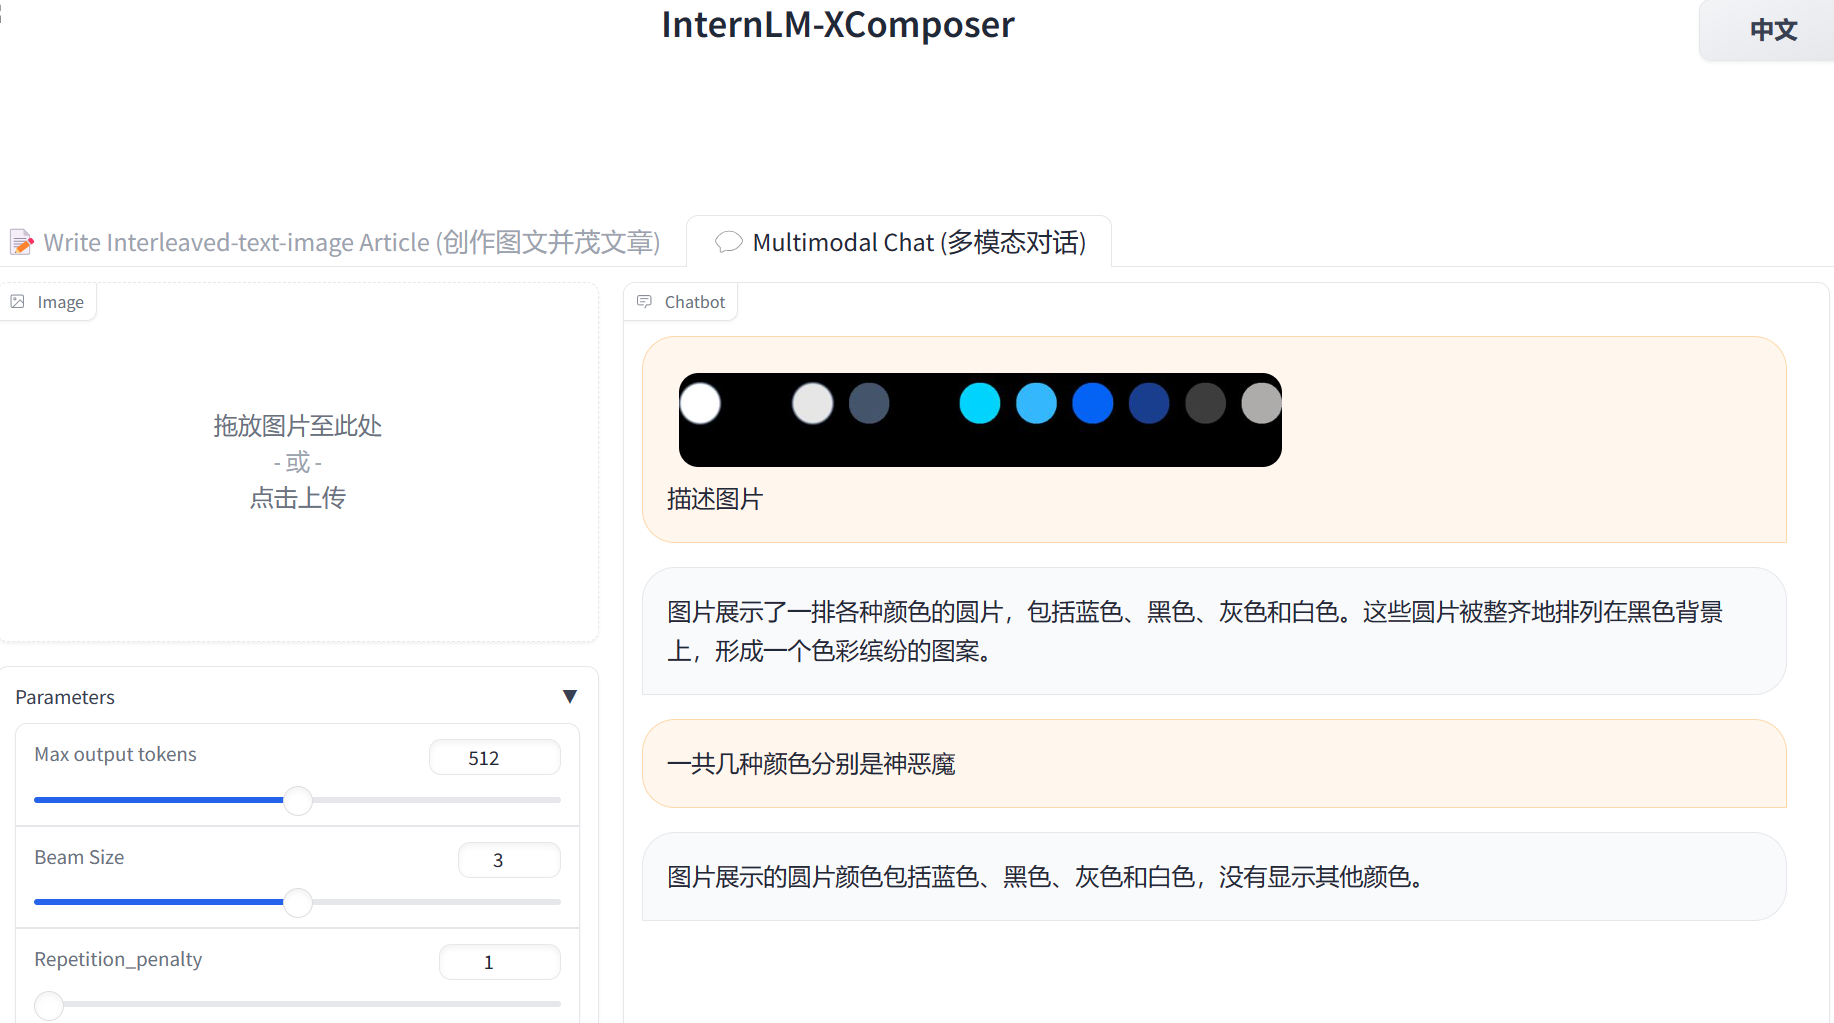 InternLM-XComposer
中文
Write Interleaved-text-image Article (创作图文并茂文章)
Multimodal Chat (多模态对话)
Image
拖放图片至此处
- 或 -
点击上传
Parameters
Max output tokens
512
Beam Size
3
Repetition_penalty
1
Chatbot
描述图片
图片展示了一排各种颜色的圆片，包括蓝色、黑色、灰色和白色。这些圆片被整齐地排列在黑色背景
上，形成一个色彩缤纷的图案。
一共几种颜色分别是神恶魔
图片展示的圆片颜色包括蓝色、黑色、灰色和白色，没有显示其他颜色。